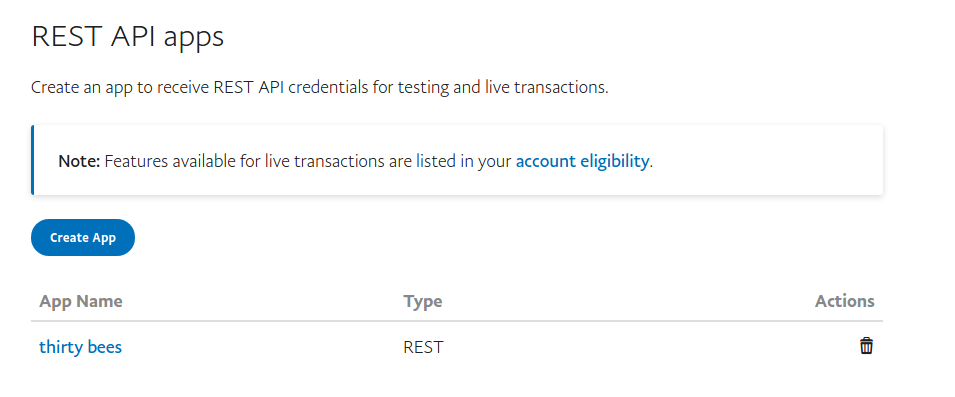 REST API apps
Create an app to receive REST API credentials for testing and live transactions.
Note: Features available for live transactions are listed in your account eligibility.
Create App
App Name Type Actions
thirty bees REST